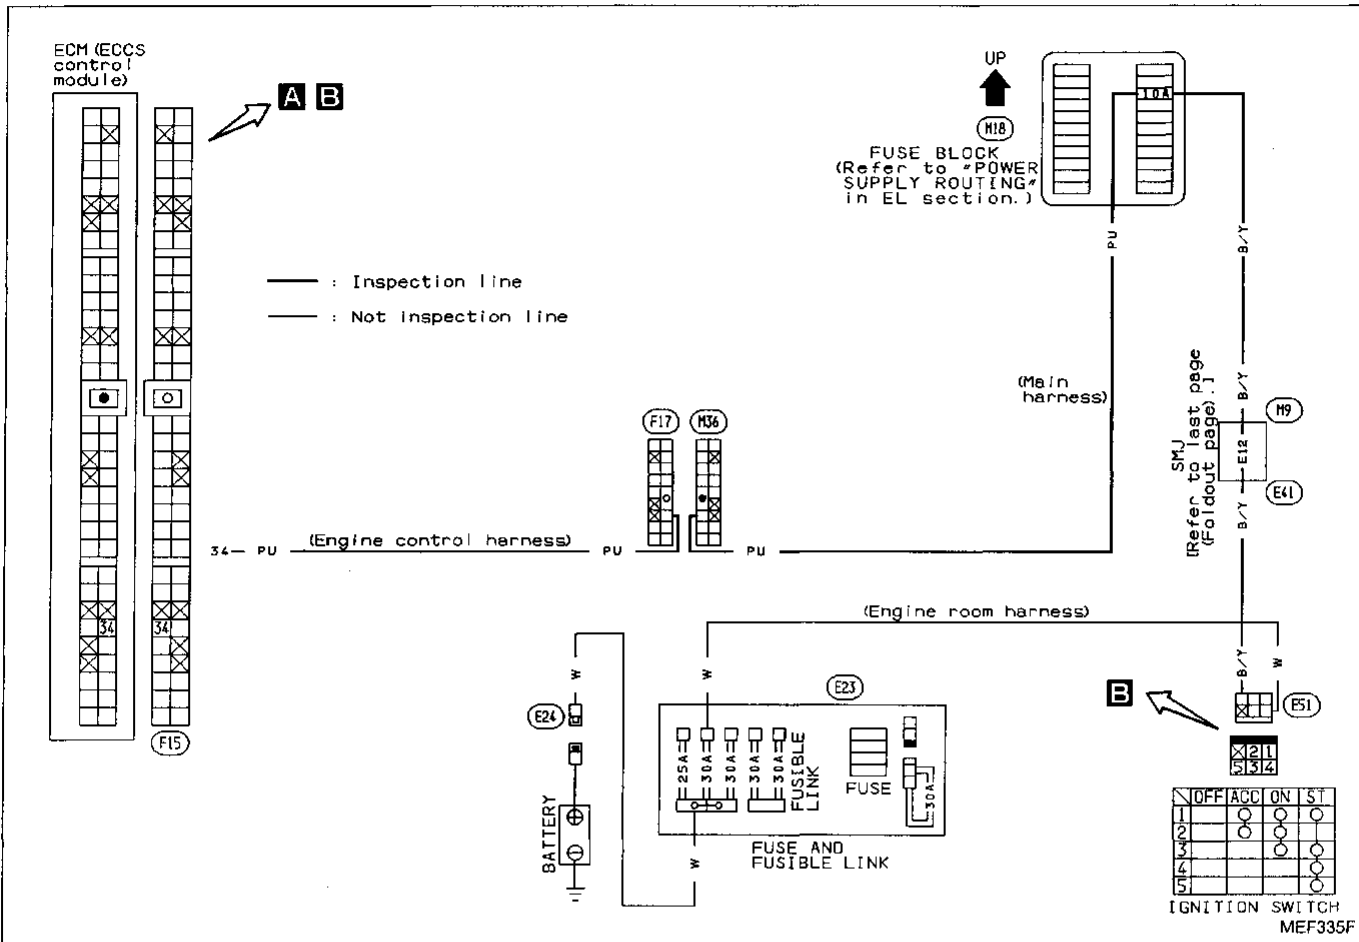 ECM (ECCS
control
module)
A B
UP
M18
FUSE BLOCK
(Refer to "POWER
SUPPLY ROUTING"
in EL section.)
10A
PU
B/Y
: Inspection line
: Not inspection line
(Main
harness)
B/Y
SMJ
[Refer to last page
(Foldout page).]
M9
E12
E41
B/Y
F17
M36
34
PU
(Engine control harness)
PU
PU
34
34
F15
(Engine room harness)
W
W
B/Y
W
E24
E23
B
E51
25A
30A
30A
30A
30A
FUSIBLE
LINK
FUSE
30A
2 1
5 3 4
BATTERY
W
FUSE AND
FUSIBLE LINK
OFF ACC ON ST
1
2
3
4
5
IGNITION SWITCH
MEF335F